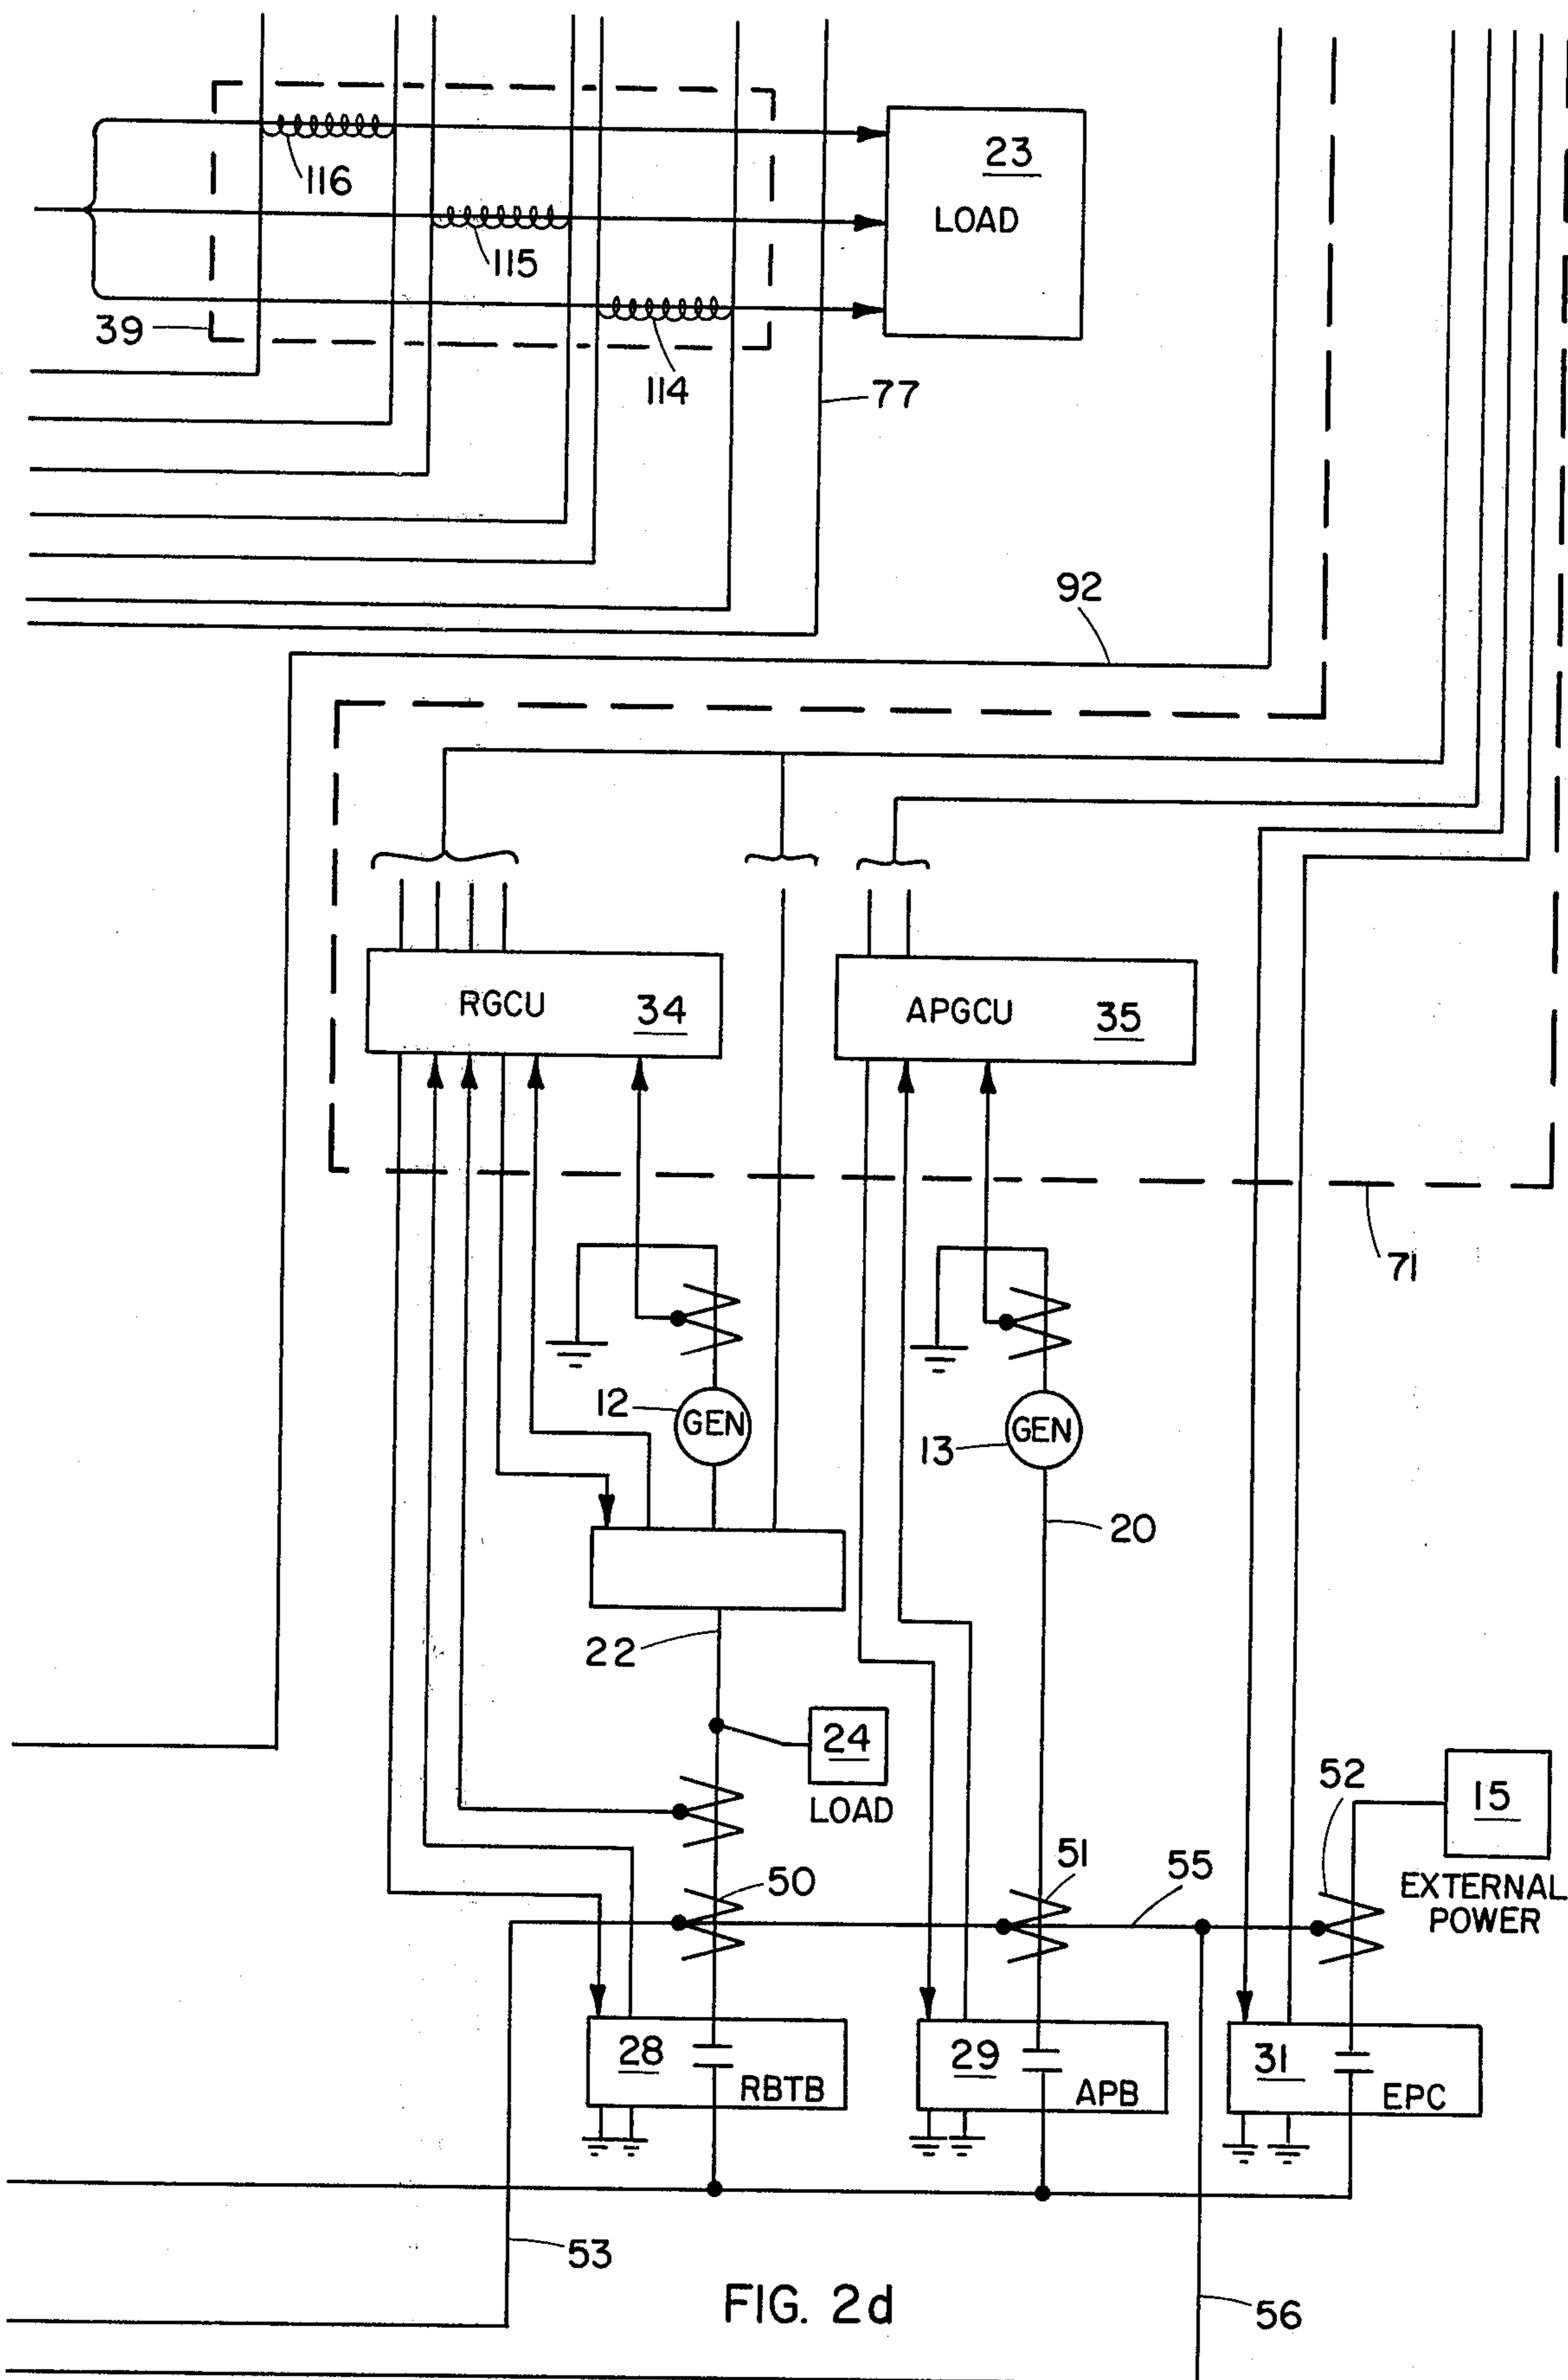 23
LOAD
116
115
39
114
77
92
RGCU 34
APGCU 35
71
12
GEN
GEN
13
20
22
24
LOAD
52
15
EXTERNAL
POWER
50
51
55
28
RBTB
29
APB
31
EPC
53
FIG. 2d
56